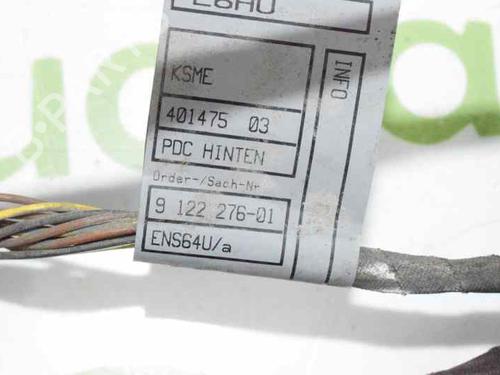 KSME
INFO
401475 03
PDC HINTEN
Order-/Sach-Nr
9 122 276-01
ENS64U/a